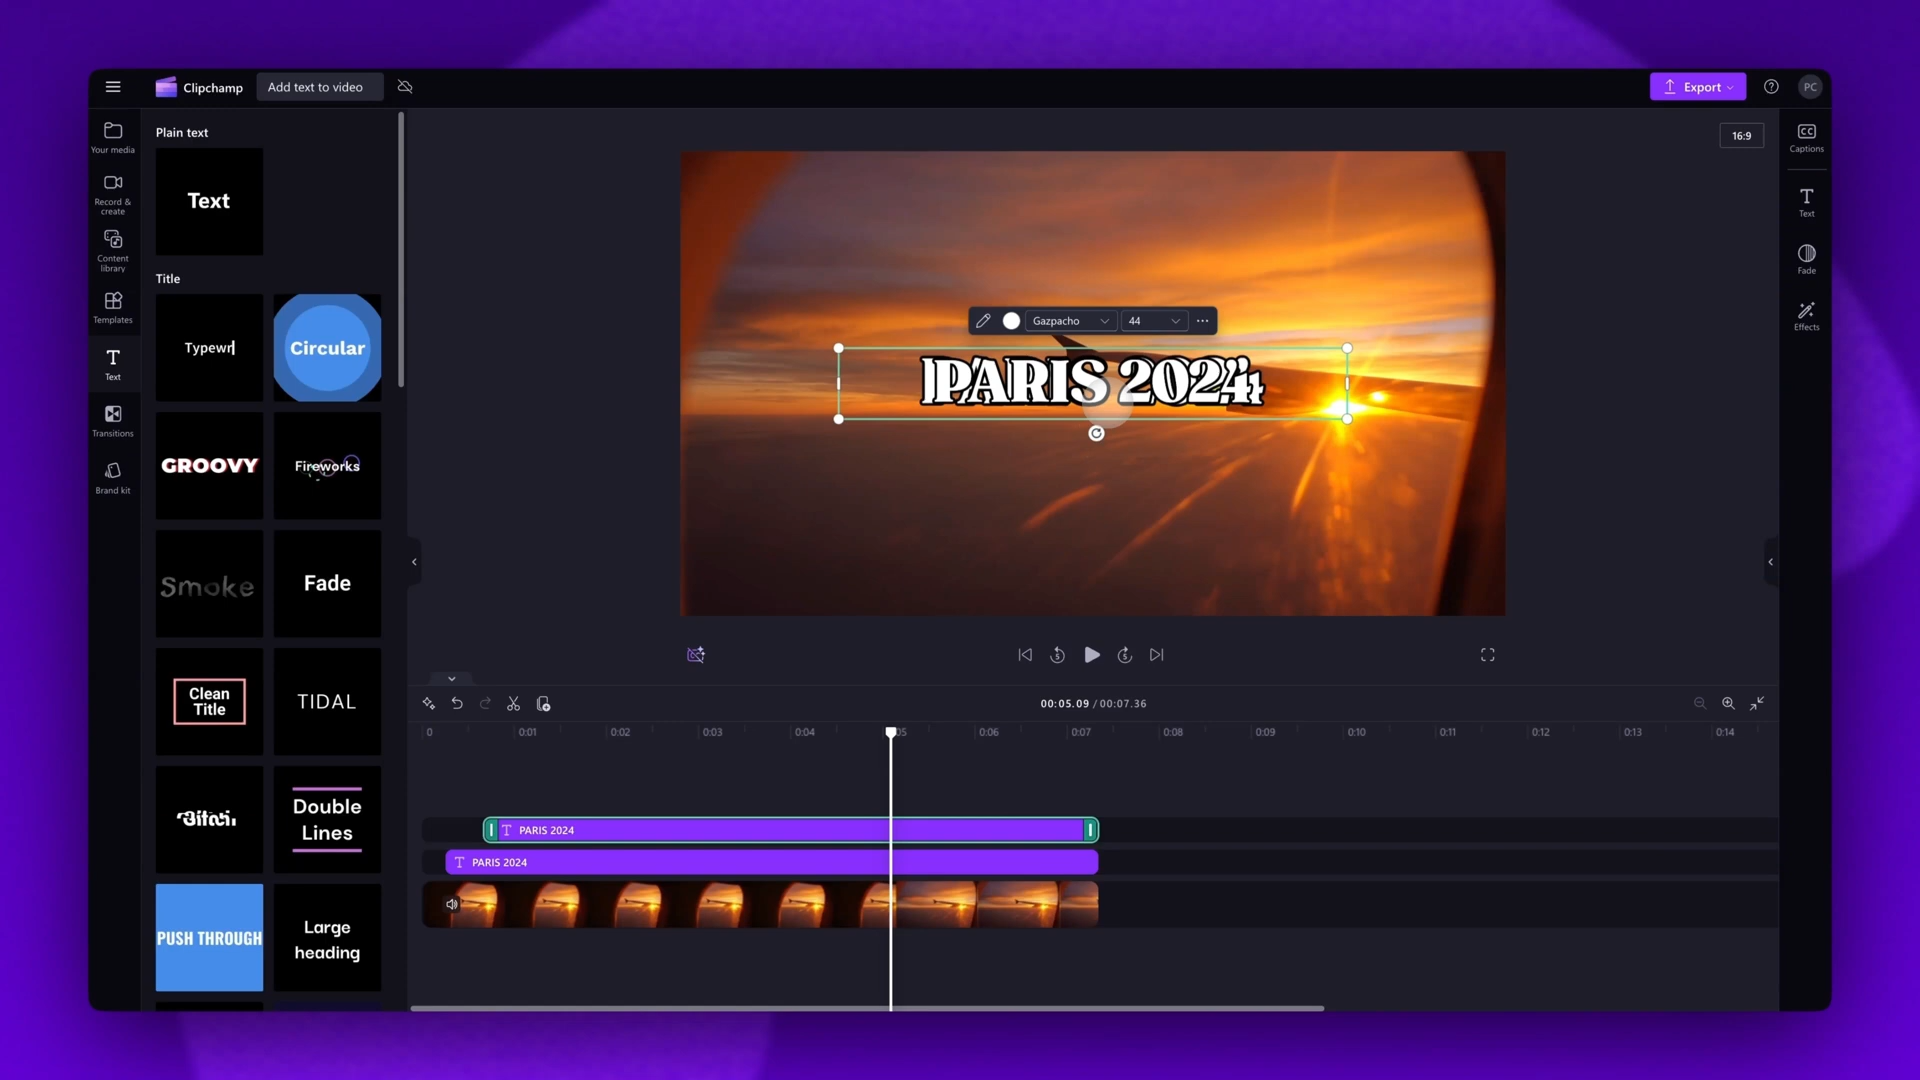 Clipchamp
Add text to video
Export
PC
Your media
Record &
create
Content
library
Templates
Text
Transitions
Brand kit
Plain text
Text
Title
Typewr
Circular
GROOVY
Fireworks
Smoke
Fade
Clean
Title
TIDAL
Double
Lines
PUSH THROUGH
Large
heading
16:9
Gazpacho
44
PARIS 2024
CC
Captions
Text
Fade
Effects
5
5
00:05.09 / 00:07.36
0
0:01
0:02
0:03
0:04
0:06
0:07
0:08
0:09
0:10
0:11
0:12
0:13
0:14
PARIS 2024
PARIS 2024